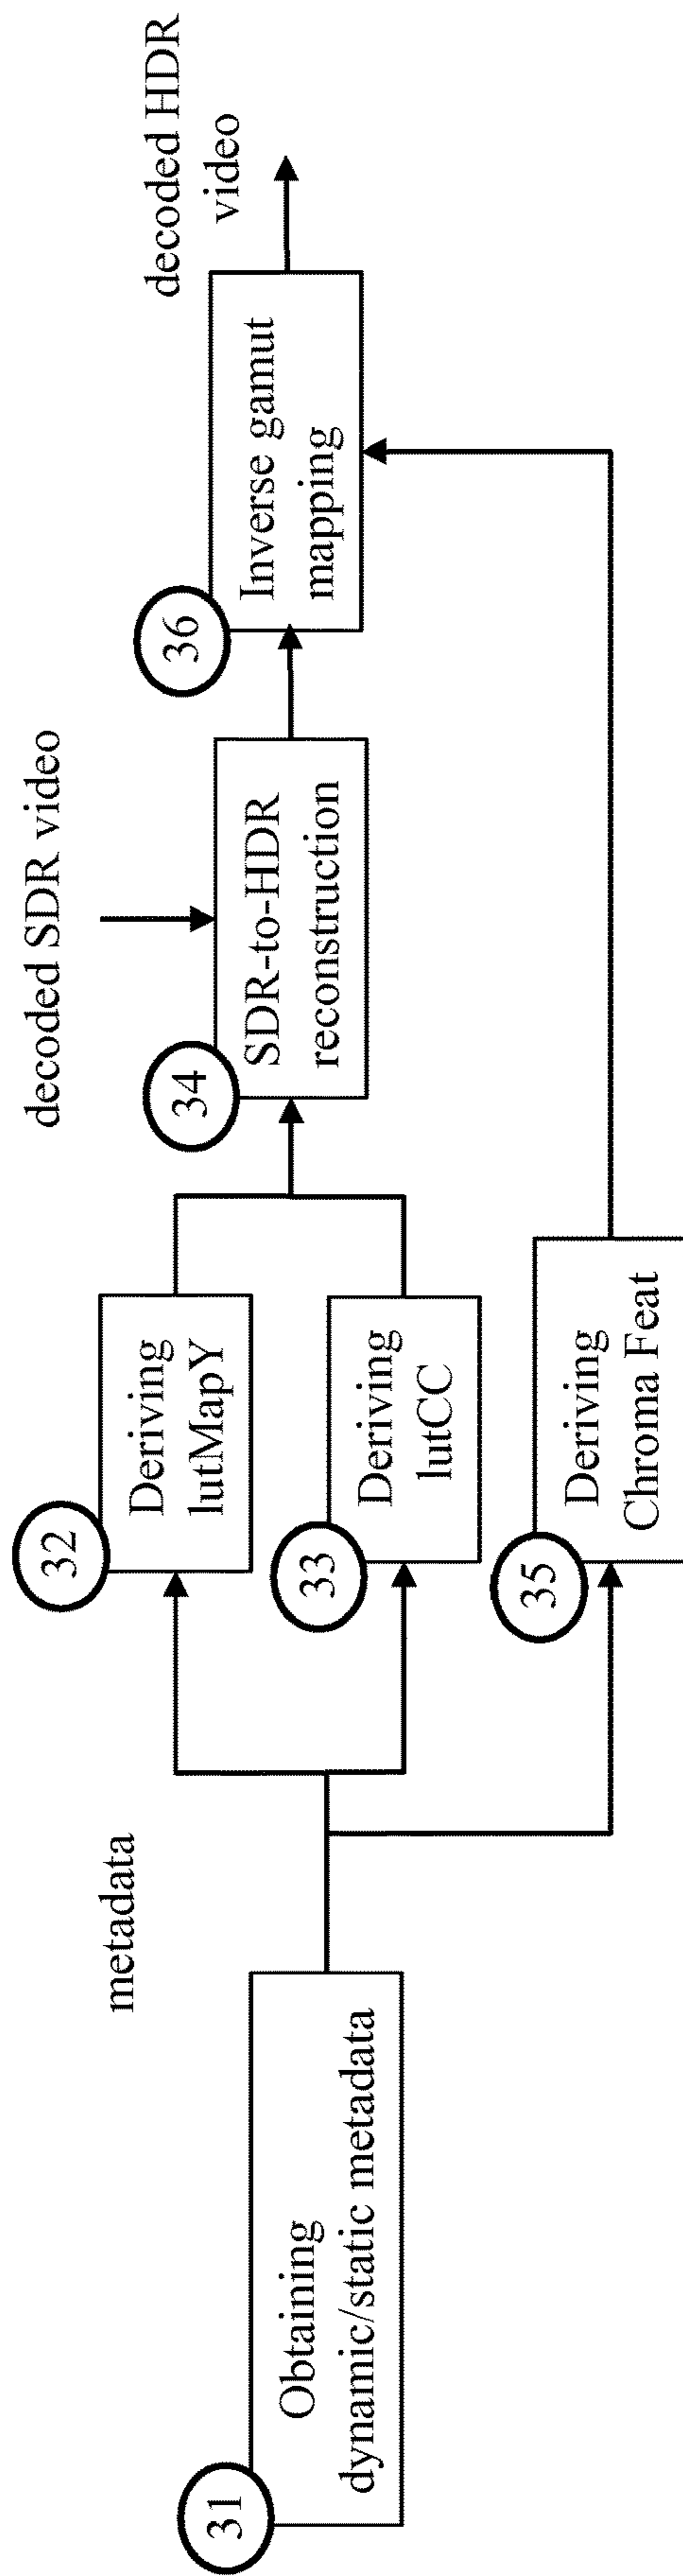 31
Obtaining
dynamic/static metadata
metadata
32
Deriving
lutMapY
33
Deriving
lutCC
35
Deriving
Chroma Feat
decoded SDR video
34
SDR-to-HDR
reconstruction
36
Inverse gamut
mapping
decoded HDR
video